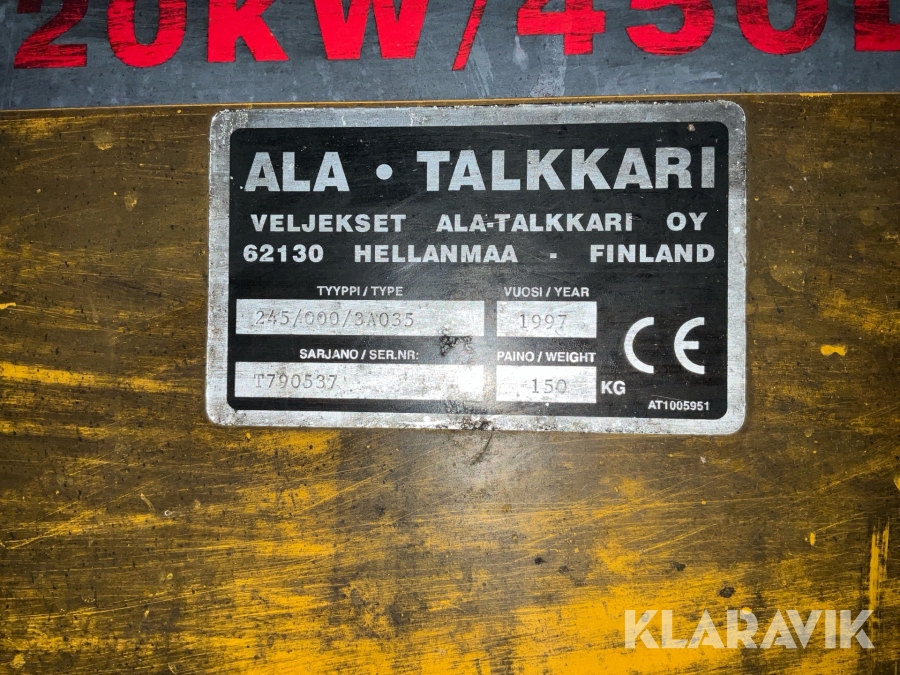 20KW/450L
ALA • TALKKARI
VELJEKSET ALA-TALKKARI OY
62130 HELLANMAA - FINLAND
TYYPPI / TYPE
VUOSI / YEAR
245/000/3A035
1997
SARJANO / SER.NR:
PAINO / WEIGHT
T790537
150 KG
CE
AT1005951
KLARAVIK